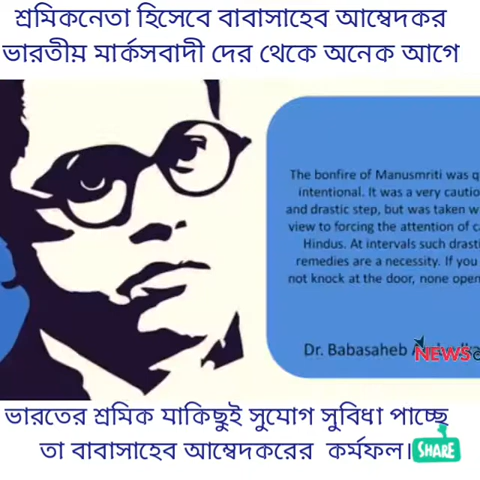 শ্রমিকনেতা হিসেবে বাবাসাহেব আম্বেদকর
ভারতীয় মার্কসবাদী দের থেকে অনেক আগে
The bonfire of Manusmriti was q
intentional. It was a very cautio
and drastic step, but was taken w
view to forcing the attention of c
Hindus. At intervals such drasti
remedies are a necessity. If you
not knock at the door, none open
Dr. Babasaheb
NEWS
ভারতের শ্রমিক যাকিছুই সুযোগ সুবিধা পাচ্ছে
তা বাবাসাহেব আম্বেদকরের কর্মফল।
SHARE